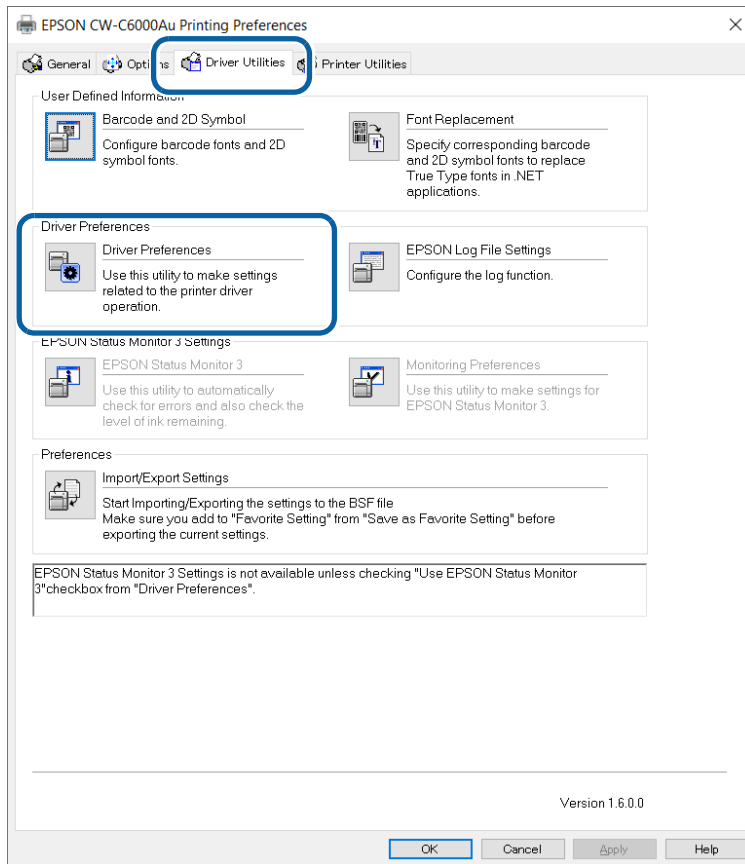 EPSON CW-C6000Au Printing Preferences
General
Options
Driver Utilities
Printer Utilities
User Defined Information
Barcode and 2D Symbol
Configure barcode fonts and 2D
symbol fonts.
Font Replacement
Specify corresponding barcode
and 2D symbol fonts to replace
True Type fonts in .NET
applications.
Driver Preferences
Driver Preferences
Use this utility to make settings
related to the printer driver
operation.
EPSON Log File Settings
Configure the log function.
EPSON Status Monitor 3 Settings
EPSON Status Monitor 3
Use this utility to automatically
check for errors and also check the
level of ink remaining.
Monitoring Preferences
Use this utility to make settings for
EPSON Status Monitor 3.
Preferences
Import/Export Settings
Start Importing/Exporting the settings to the BSF file
Make sure you add to "Favorite Setting" from "Save as Favorite Setting" before
exporting the current settings.
EPSON Status Monitor 3 Settings is not available unless checking "Use EPSON Status Monitor
3"checkbox from "Driver Preferences".
Version 1.6.0.0
OK
Cancel
Apply
Help